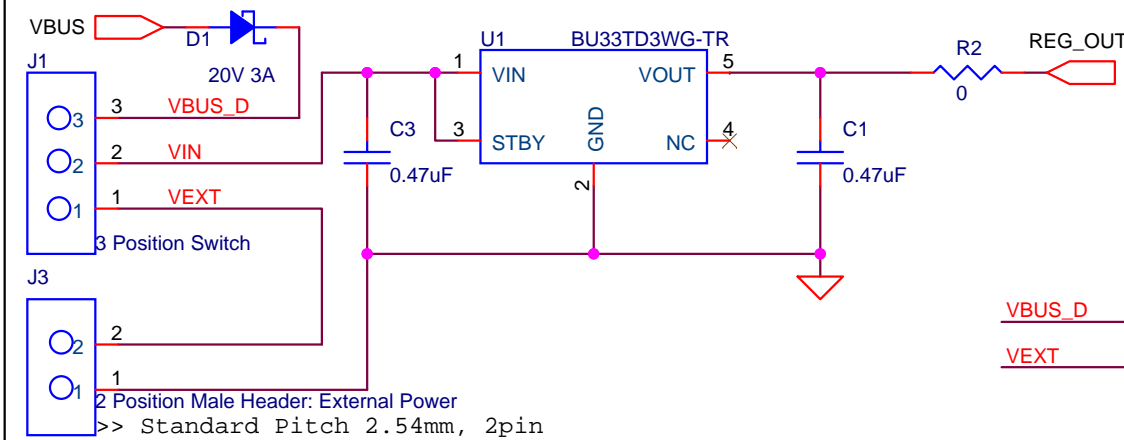 VBUS
D1
20V 3A
J1
3
3
VBUS_D
2
2
VIN
1
1
VEXT
3 Position Switch
C3
0.47uF
U1
BU33TD3WG-TR
1
VIN
VOUT
5
3
STBY
GND
NC
4
2
C1
0.47uF
R2
0
REG_OUT
J3
2
2
1
1
2 Position Male Header: External Power
>> Standard Pitch 2.54mm, 2pin
VBUS_D
VEXT